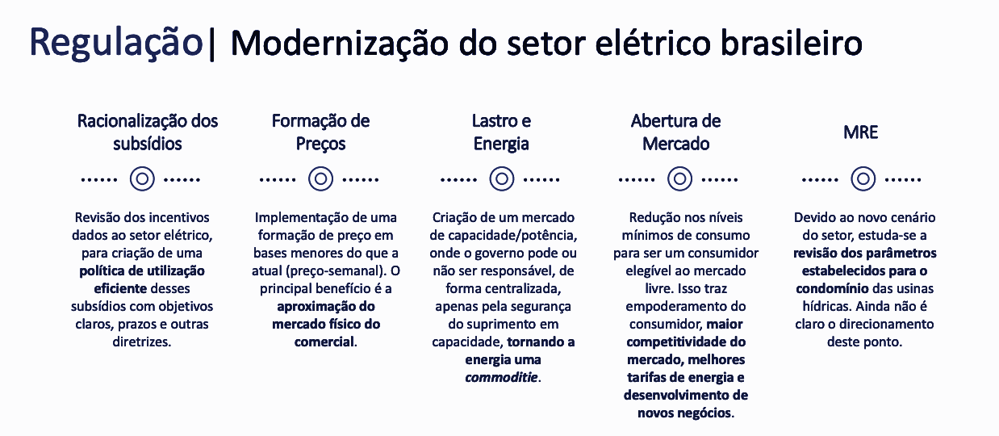 Regulação| Modernização do setor elétrico brasileiro
Racionalização dos
subsídios
Revisão dos incentivos
dados ao setor elétrico,
para criação de uma
política de utilização
eficiente desses
subsídios com objetivos
claros, prazos e outras
diretrizes.
Formação de
Preços
Implementação de uma
formação de preço em
bases menores do que a
atual (preço-semanal). O
principal benefício é a
aproximação do
mercado físico do
comercial.
Lastro e
Energia
Criação de um mercado
de capacidade/potência,
onde o governo pode ou
não ser responsável, de
forma centralizada,
apenas pela segurança
do suprimento em
capacidade, tornando a
energia uma
commoditie.
Abertura de
Mercado
Redução nos níveis
mínimos de consumo
para ser um consumidor
elegível ao mercado
livre. Isso traz
empoderamento do
consumidor, maior
competitividade do
mercado, melhores
tarifas de energia e
desenvolvimento de
novos negócios.
MRE
Devido ao novo cenário
do setor, estuda-se a
revisão dos parâmetros
estabelecidos para o
condomínio das usinas
hídricas. Ainda não é
claro o direcionamento
deste ponto.